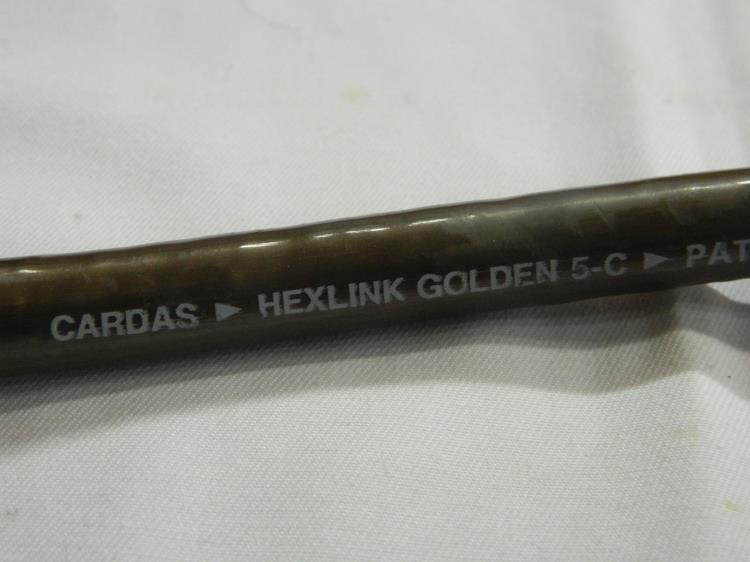 CARDAS ▶ HEXLINK GOLDEN 5-C ▶ PAT